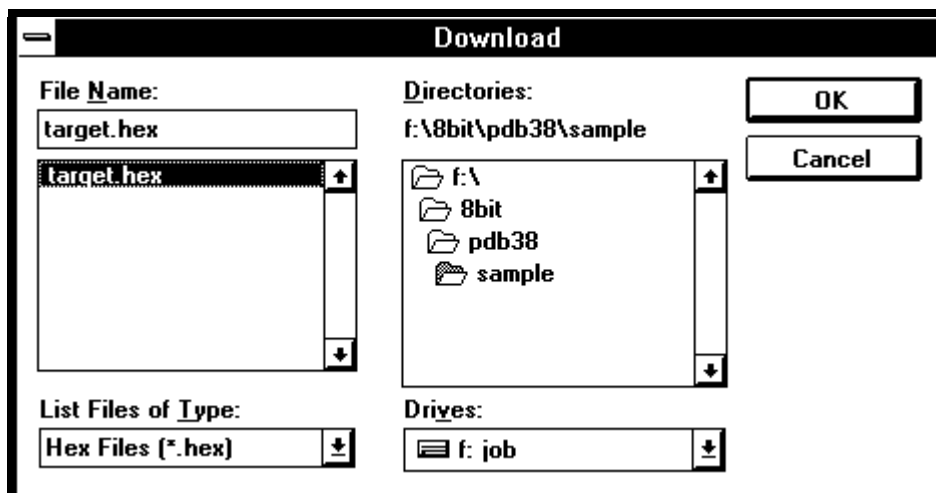 Download
File Name:
target.hex
target.hex
List Files of Type:
Hex Files (*.hex)
Directories:
f:\8bit\pdb38\sample
f:\
8bit
pdb38
sample
Drives:
f: job
OK
Cancel